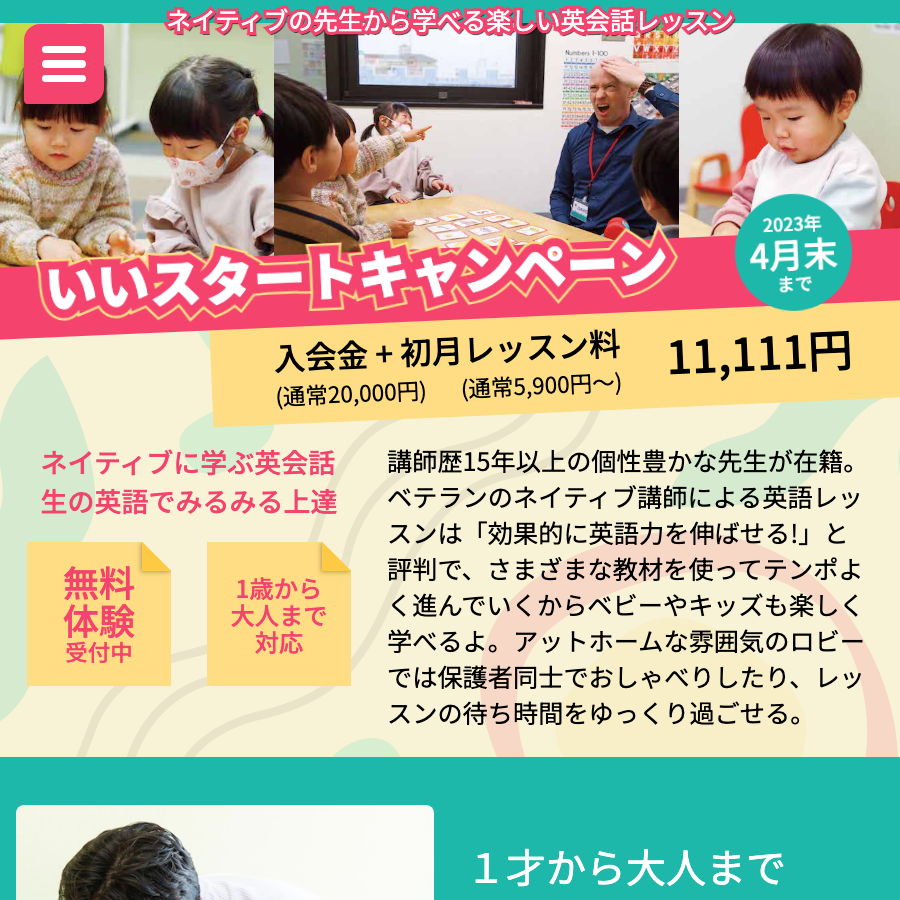 ネイティブの先生から学べる楽しい英会話レッスン
Numbers 1-100
2023年
4月末
まで
いいスタートキャンペーン
入会金 + 初月レッスン料
11,111円
(通常20,000円)
(通常5,900円〜)
ネイティブに学ぶ英会話
生の英語でみるみる上達
無料
体験
受付中
1歳から
大人まで
対応
講師歴15年以上の個性豊かな先生が在籍。
ベテランのネイティブ講師による英語レッ
スンは「効果的に英語力を伸ばせる!」と
評判で、さまざまな教材を使ってテンポよ
く進んでいくからベビーやキッズも楽しく
学べるよ。アットホームな雰囲気のロビー
では保護者同士でおしゃべりしたり、レッ
スンの待ち時間をゆっくり過ごせる。
１才から大人まで